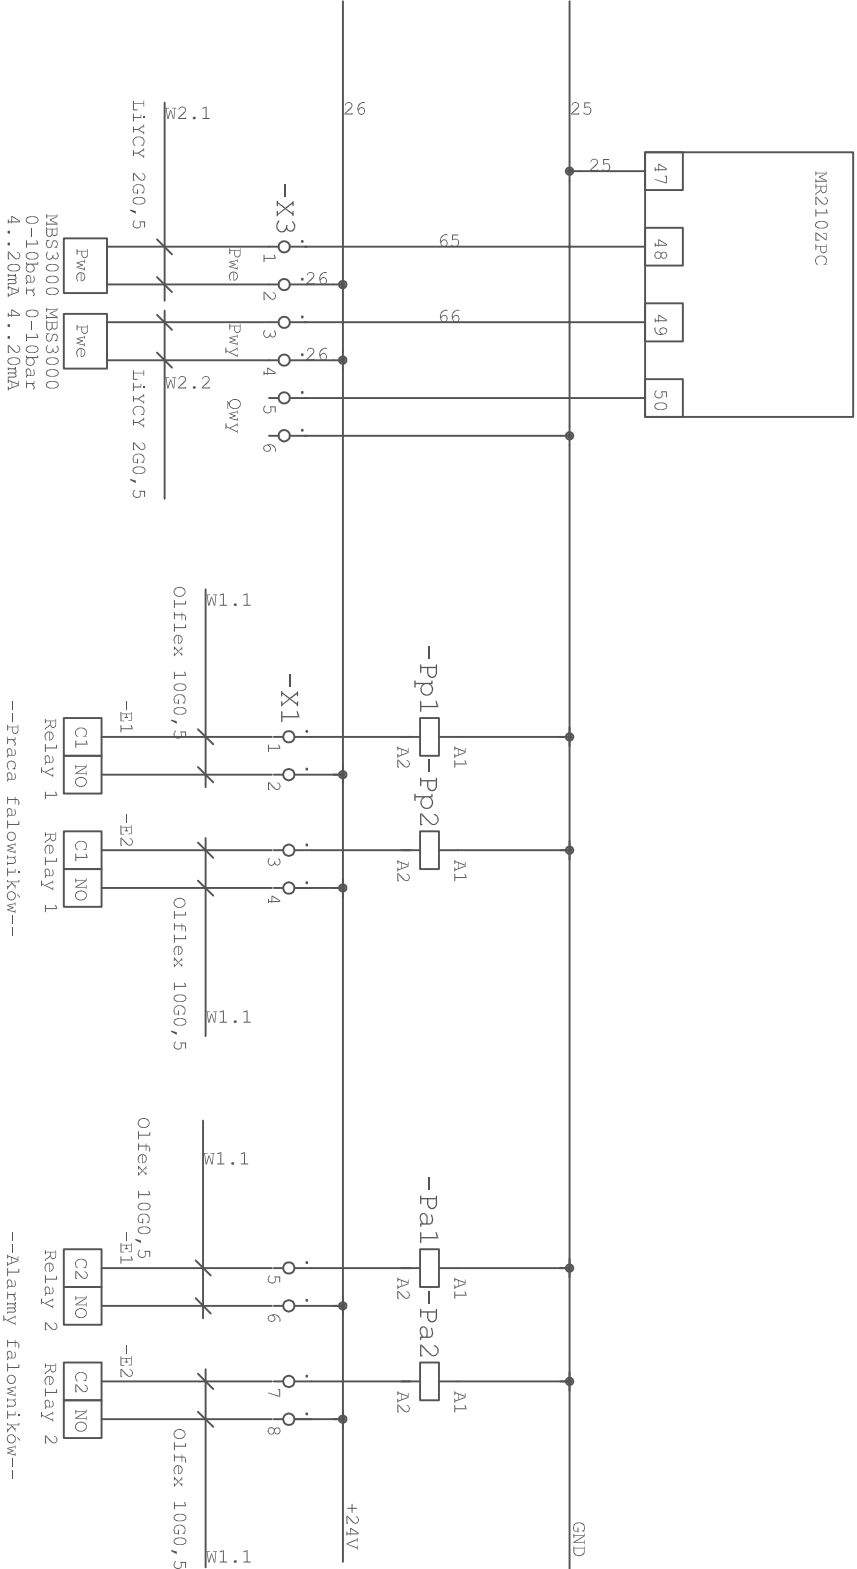 MR210ZPC
47
48
49
50
25
25
26
65
66
-X3
1
2
3
4
5
6
26
26
Pwe
Pwy
Qwy
W2.1
LiYCY 2G0,5
W2.2
LiYCY 2G0,5
Pwe
Pwe
MBS3000 MBS3000
0-10bar 0-10bar
4..20mA 4..20mA
-Pp1
A1
A2
-Pp2
A1
A2
-X1
1
2
3
4
W1.1
Olflex 10G0,5
W1.1
Olflex 10G0,5
-E1
C1
NO
Relay 1
-E2
C1
NO
Relay 1
--Praca falowników--
-Pa1
A1
A2
-Pa2
A1
A2
5
6
7
8
W1.1
Olfex 10G0,5
W1.1
Olfex 10G0,5
-E1
C2
NO
Relay 2
-E2
C2
NO
Relay 2
--Alarmy falowników--
+24V
GND